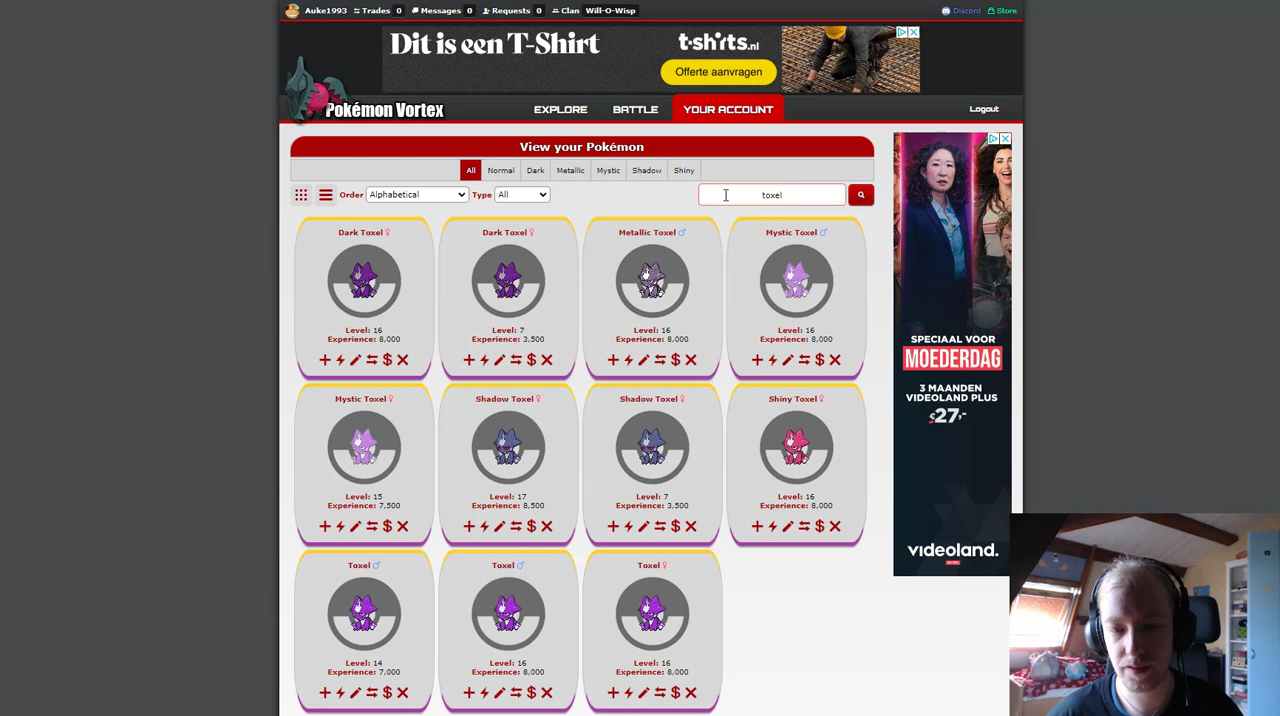 Auke1993 Trades 0 Messages 0 Requests 0 Clan Will-O-Wisp Discord Store
Dit is een T-Shirt
t-shirts.nl
Offerte aanvragen
Pokémon Vortex
EXPLORE BATTLE YOUR ACCOUNT Logout
View your Pokémon
All Normal Dark Metallic Mystic Shadow Shiny
Order Alphabetical Type All toxel
Dark Toxel ♀ Dark Toxel ♀ Metallic Toxel ♂ Mystic Toxel ♂
Level: 16 Level: 7 Level: 16 Level: 16
Experience: 8,000 Experience: 3,500 Experience: 8,000 Experience: 8,000
Mystic Toxel ♀ Shadow Toxel ♀ Shadow Toxel ♀ Shiny Toxel ♀
Level: 15 Level: 17 Level: 7 Level: 16
Experience: 7,500 Experience: 8,500 Experience: 3,500 Experience: 8,000
Toxel ♂ Toxel ♂ Toxel ♀
Level: 14 Level: 16 Level: 16
Experience: 7,000 Experience: 8,000 Experience: 8,000
SPECIAAL VOOR
MOEDERDAG
3 MAANDEN
VIDEOLAND PLUS
€27,-
videoland.